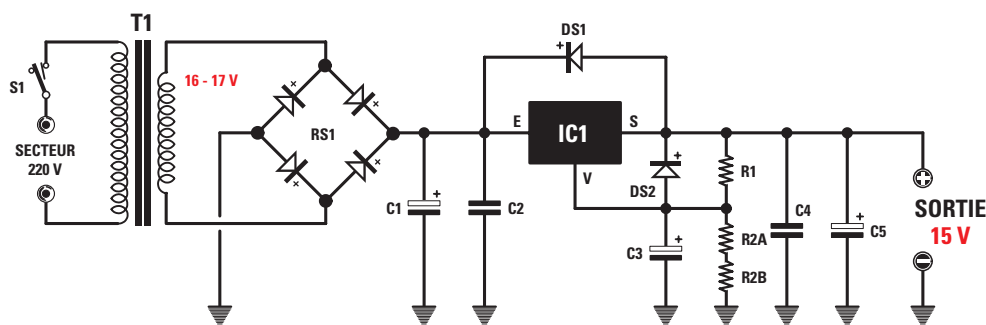 T1
DS1
+
S1
16 - 17 V
E
IC1
S
RS1
+
R1
SECTEUR
220 V
V
DS2
C1
+
C2
SORTIE
15 V
C3
+
R2A
C4
+
C5
R2B